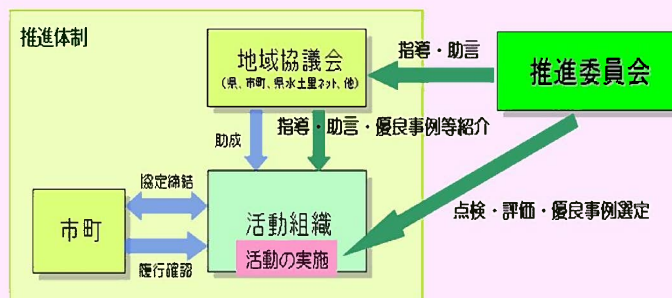 推進体制
地域協議会
(県、市町、県水土里ネット、他)
指導・助言
推進委員会
助成
指導・助言・優良事例等紹介
協定締結
市町
活動組織
活動の実施
履行確認
点検・評価・優良事例選定